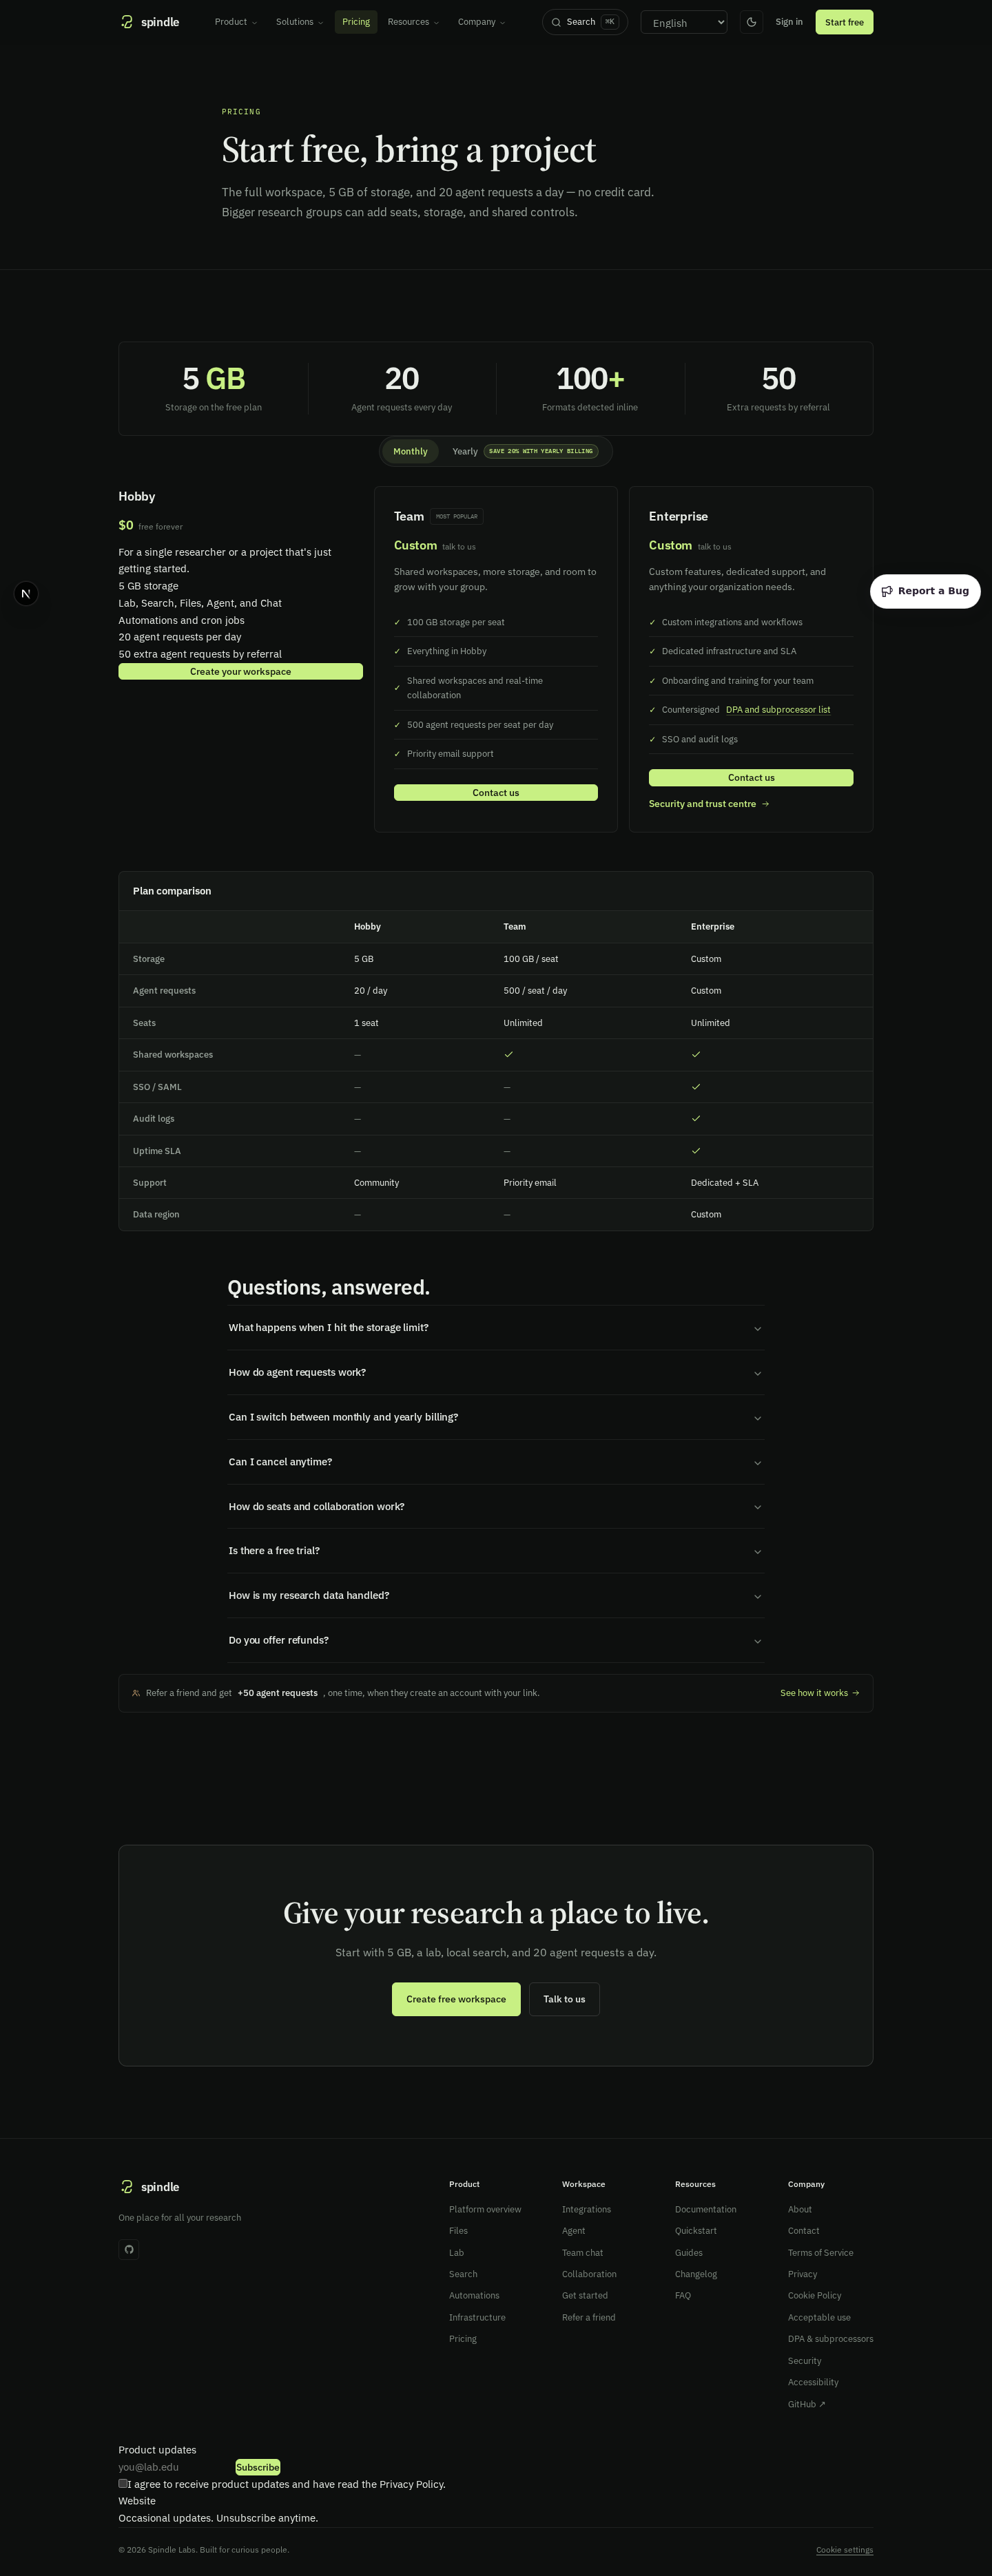 spindle
Product
Solutions
Pricing
Resources
Company
Search ⌘K
English
Sign in
Start free
PRICING
Start free, bring a project
The full workspace, 5 GB of storage, and 20 agent requests a day — no credit card.
Bigger research groups can add seats, storage, and shared controls.
5 GB
Storage on the free plan
20
Agent requests every day
100+
Formats detected inline
50
Extra requests by referral
Monthly
Yearly SAVE 20% WITH YEARLY BILLING
Hobby
$0 free forever
For a single researcher or a project that's just
getting started.
5 GB storage
Lab, Search, Files, Agent, and Chat
Automations and cron jobs
20 agent requests per day
50 extra agent requests by referral
Create your workspace
Team MOST POPULAR
Custom talk to us
Shared workspaces, more storage, and room to
grow with your group.
✓ 100 GB storage per seat
✓ Everything in Hobby
✓ Shared workspaces and real-time
collaboration
✓ 500 agent requests per seat per day
✓ Priority email support
Contact us
Enterprise
Custom talk to us
Custom features, dedicated support, and
anything your organization needs.
✓ Custom integrations and workflows
✓ Dedicated infrastructure and SLA
✓ Onboarding and training for your team
✓ Countersigned DPA and subprocessor list
✓ SSO and audit logs
Contact us
Security and trust centre →
N
Report a Bug
Plan comparison
Hobby Team Enterprise
Storage 5 GB 100 GB / seat Custom
Agent requests 20 / day 500 / seat / day Custom
Seats 1 seat Unlimited Unlimited
Shared workspaces — ✓ ✓
SSO / SAML — — ✓
Audit logs — — ✓
Uptime SLA — — ✓
Support Community Priority email Dedicated + SLA
Data region — — Custom
Questions, answered.
What happens when I hit the storage limit?
How do agent requests work?
Can I switch between monthly and yearly billing?
Can I cancel anytime?
How do seats and collaboration work?
Is there a free trial?
How is my research data handled?
Do you offer refunds?
Refer a friend and get +50 agent requests , one time, when they create an account with your link.
See how it works →
Give your research a place to live.
Start with 5 GB, a lab, local search, and 20 agent requests a day.
Create free workspace
Talk to us
spindle
One place for all your research
Product
Platform overview
Files
Lab
Search
Automations
Infrastructure
Pricing
Workspace
Integrations
Agent
Team chat
Collaboration
Get started
Refer a friend
Resources
Documentation
Quickstart
Guides
Changelog
FAQ
Company
About
Contact
Terms of Service
Privacy
Cookie Policy
Acceptable use
DPA & subprocessors
Security
Accessibility
GitHub ↗
Product updates
you@lab.edu
Subscribe
I agree to receive product updates and have read the Privacy Policy.
Website
Occasional updates. Unsubscribe anytime.
© 2026 Spindle Labs. Built for curious people.
Cookie settings